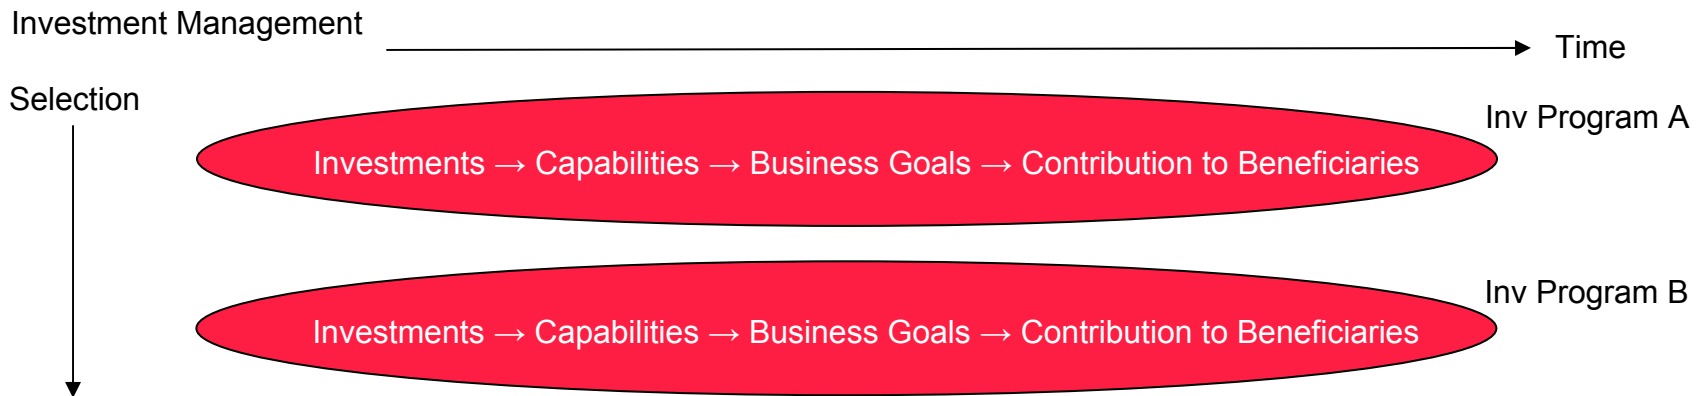 Investment Management
Time
Selection
Inv Program A
Investments → Capabilities → Business Goals → Contribution to Beneficiaries
Inv Program B
Investments → Capabilities → Business Goals → Contribution to Beneficiaries